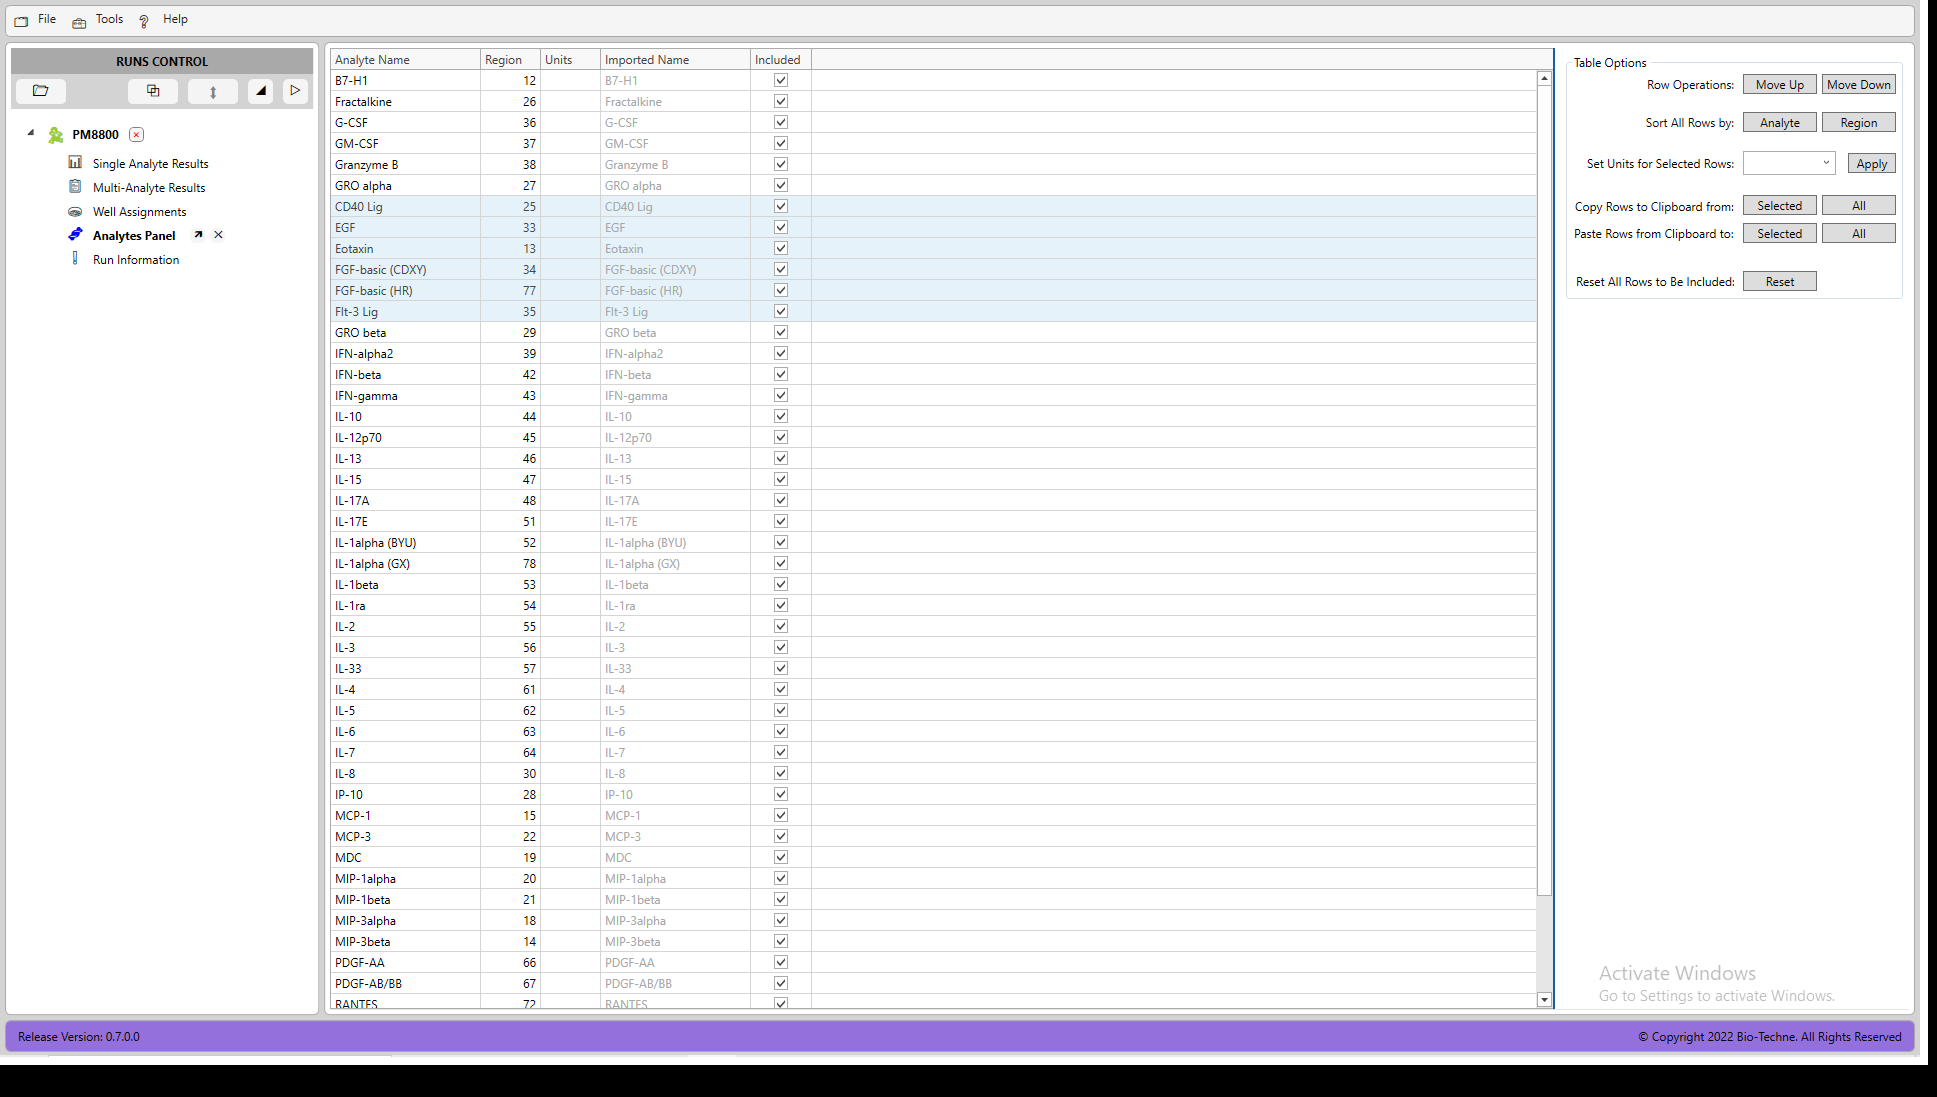 File Tools Help
RUNS CONTROL
PM8800
Single Analyte Results
Multi-Analyte Results
Well Assignments
Analytes Panel
Run Information
Analyte Name Region Units Imported Name Included
B7-H1 12 B7-H1
Fractalkine 26 Fractalkine
G-CSF 36 G-CSF
GM-CSF 37 GM-CSF
Granzyme B 38 Granzyme B
GRO alpha 27 GRO alpha
CD40 Lig 25 CD40 Lig
EGF 33 EGF
Eotaxin 13 Eotaxin
FGF-basic (CDXY) 34 FGF-basic (CDXY)
FGF-basic (HR) 77 FGF-basic (HR)
Flt-3 Lig 35 Flt-3 Lig
GRO beta 29 GRO beta
IFN-alpha2 39 IFN-alpha2
IFN-beta 42 IFN-beta
IFN-gamma 43 IFN-gamma
IL-10 44 IL-10
IL-12p70 45 IL-12p70
IL-13 46 IL-13
IL-15 47 IL-15
IL-17A 48 IL-17A
IL-17E 51 IL-17E
IL-1alpha (BYU) 52 IL-1alpha (BYU)
IL-1alpha (GX) 78 IL-1alpha (GX)
IL-1beta 53 IL-1beta
IL-1ra 54 IL-1ra
IL-2 55 IL-2
IL-3 56 IL-3
IL-33 57 IL-33
IL-4 61 IL-4
IL-5 62 IL-5
IL-6 63 IL-6
IL-7 64 IL-7
IL-8 30 IL-8
IP-10 28 IP-10
MCP-1 15 MCP-1
MCP-3 22 MCP-3
MDC 19 MDC
MIP-1alpha 20 MIP-1alpha
MIP-1beta 21 MIP-1beta
MIP-3alpha 18 MIP-3alpha
MIP-3beta 14 MIP-3beta
PDGF-AA 66 PDGF-AA
PDGF-AB/BB 67 PDGF-AB/BB
RANTES 72 RANTES
Table Options
Row Operations: Move Up Move Down
Sort All Rows by: Analyte Region
Set Units for Selected Rows: Apply
Copy Rows to Clipboard from: Selected All
Paste Rows from Clipboard to: Selected All
Reset All Rows to Be Included: Reset
Activate Windows
Go to Settings to activate Windows.
Release Version: 0.7.0.0
© Copyright 2022 Bio-Techne. All Rights Reserved